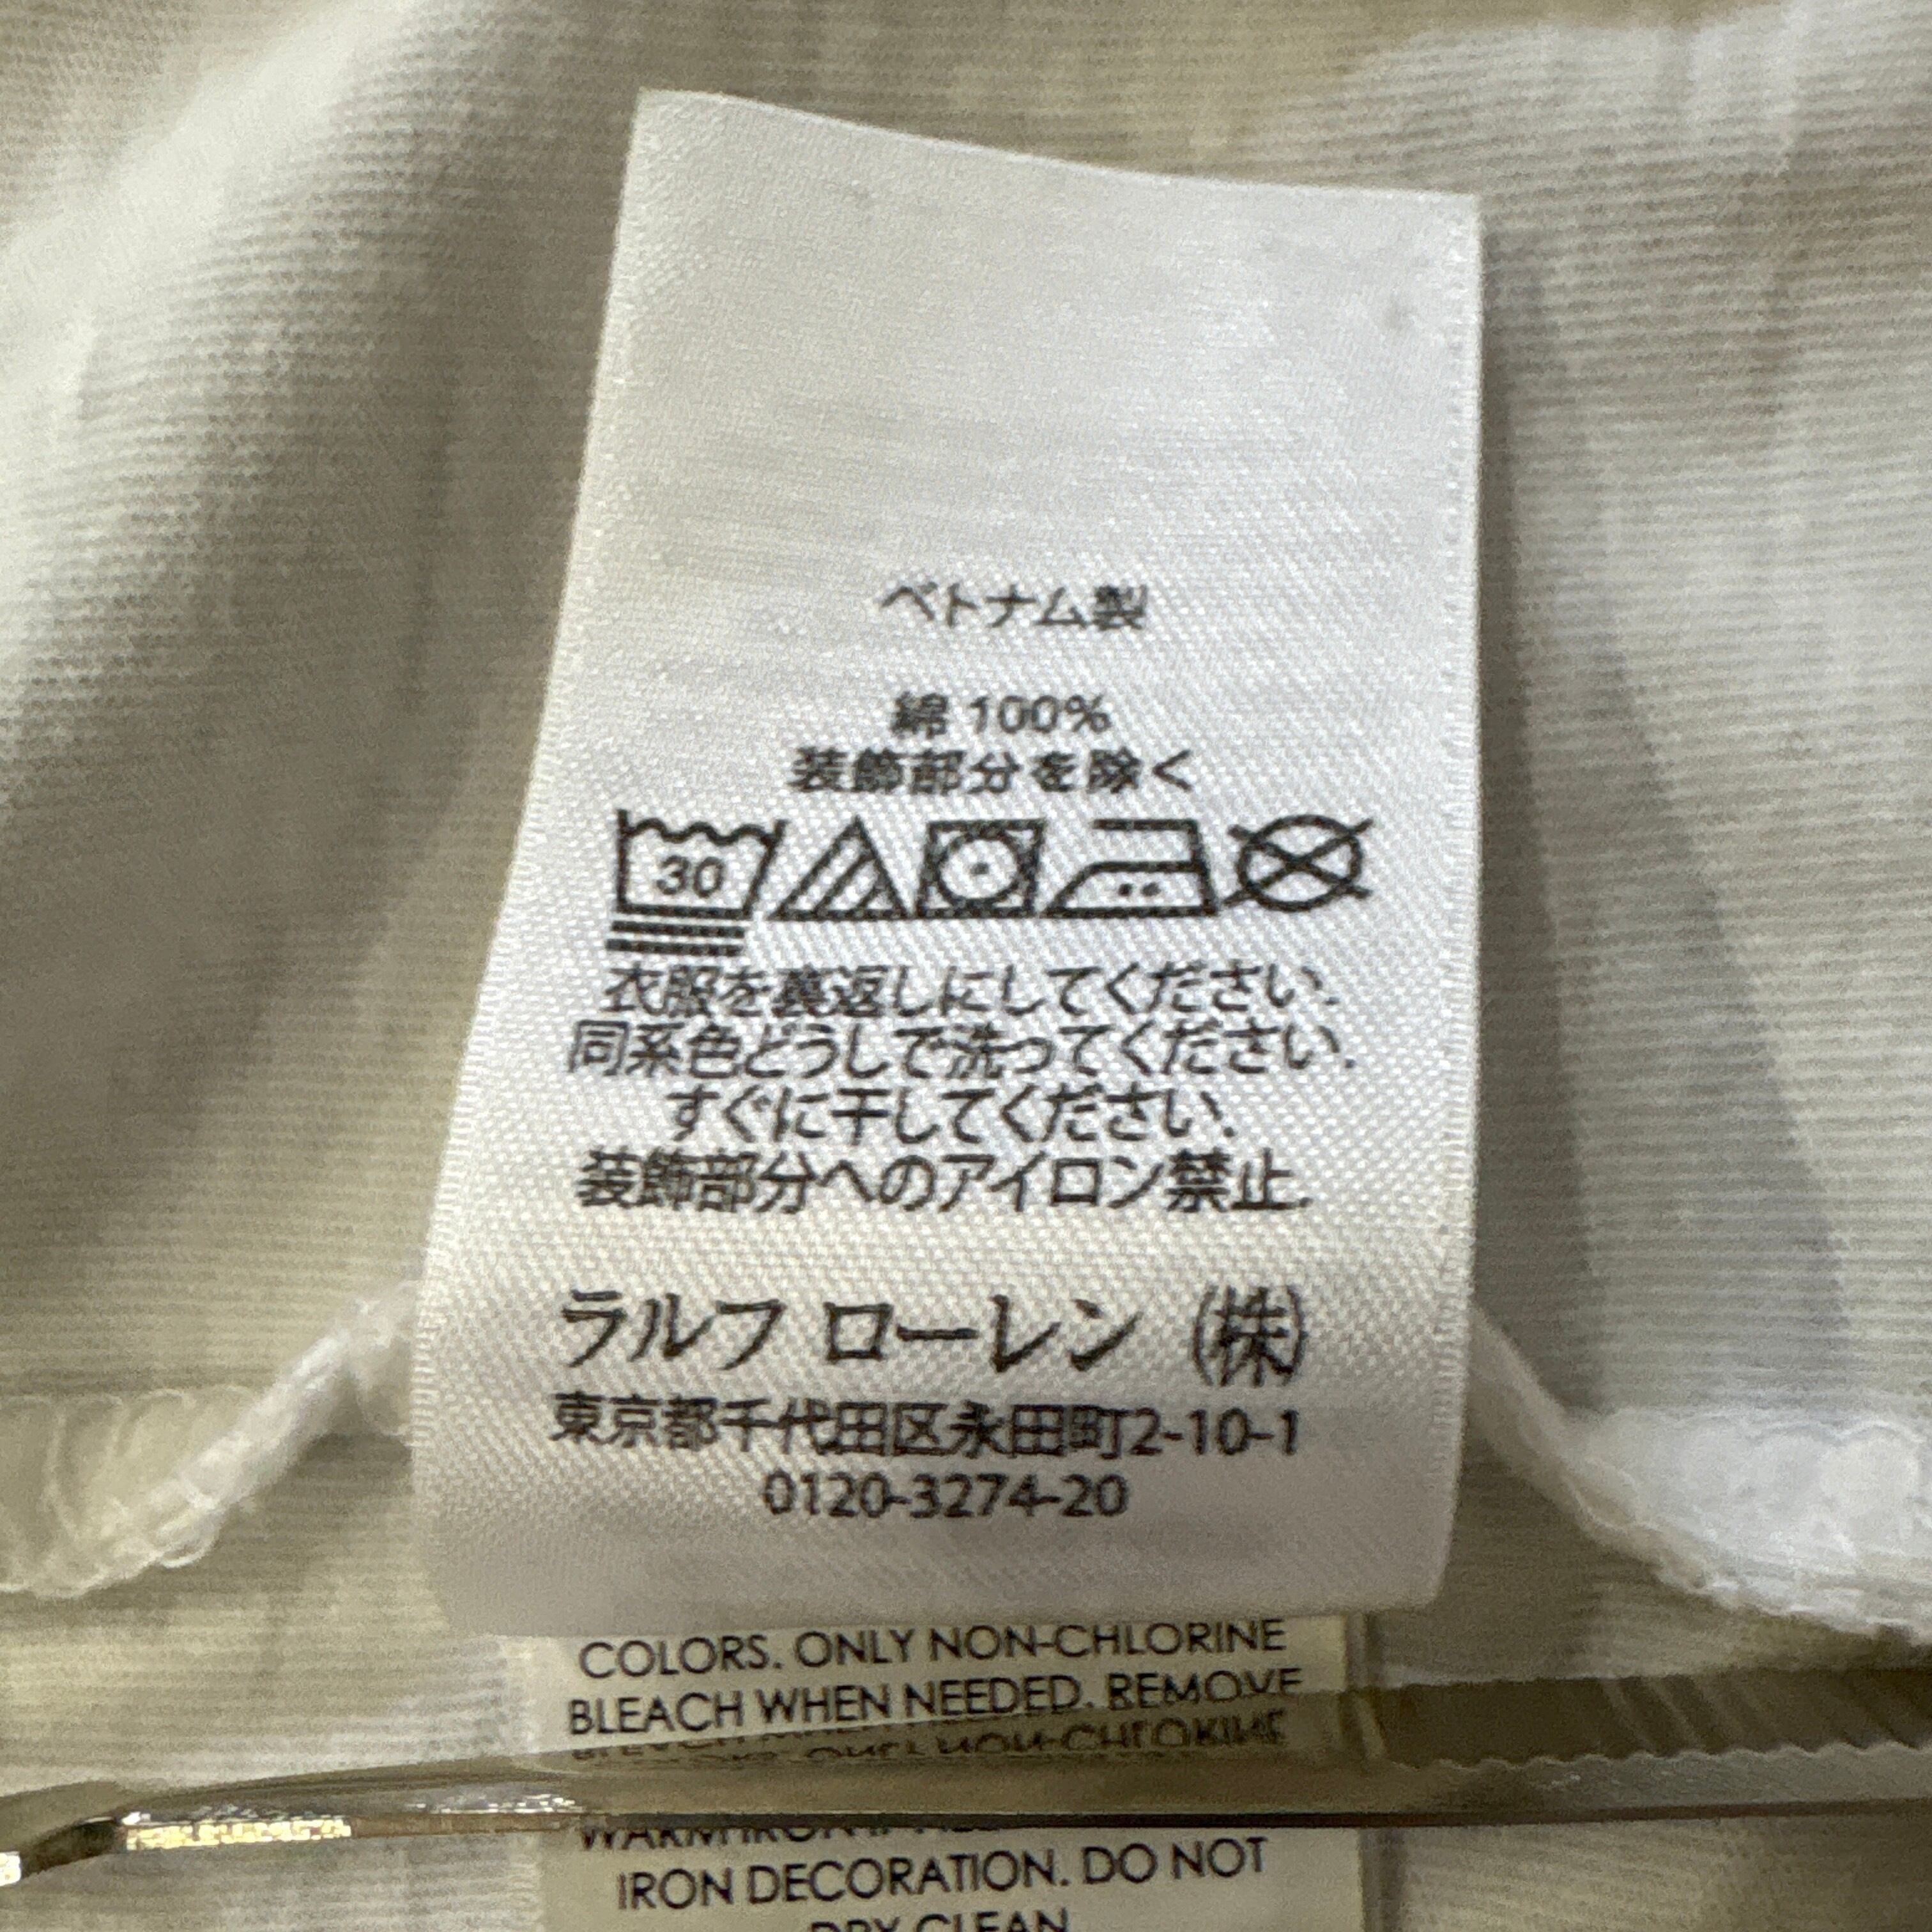 ベトナム製
綿 100%
装飾部分を除く
30
衣服を裏返しにしてください.
同系色どうしで洗ってください.
すぐに干してください.
装飾部分へのアイロン禁止.
ラルフ ローレン (株)
東京都千代田区永田町2-10-1
0120-3274-20
COLORS. ONLY NON-CHLORINE
BLEACH WHEN NEEDED. REMOVE
IRON DECORATION. DO NOT
DRY CLEAN